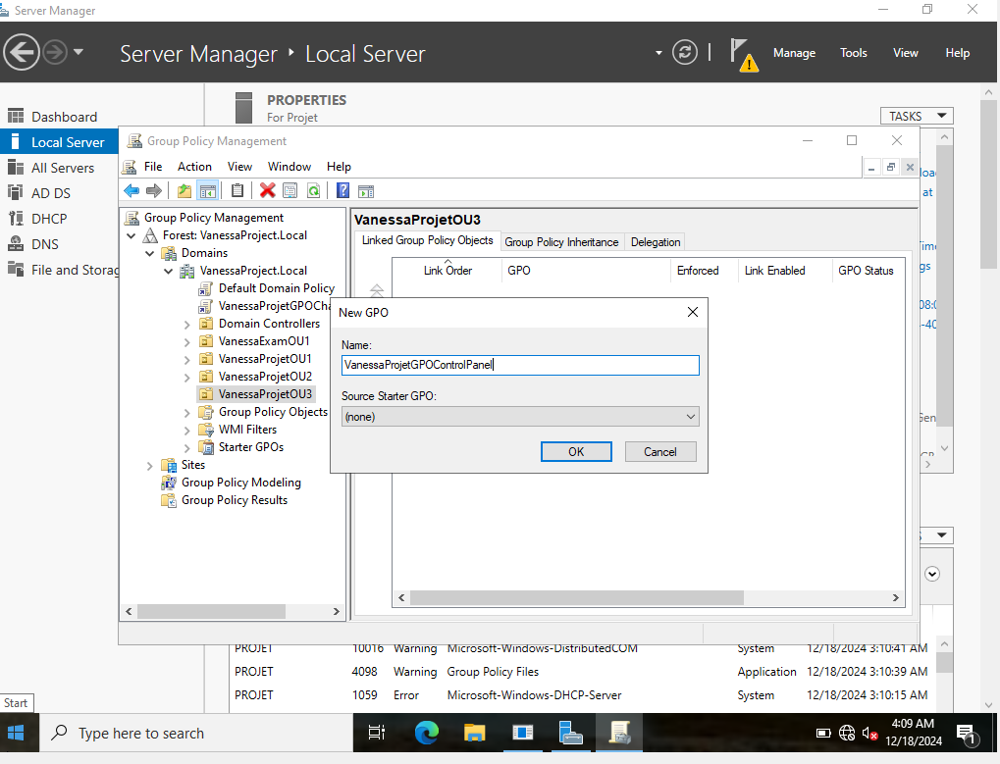 Server Manager
Server Manager ‣ Local Server
Manage Tools View Help
Dashboard
Local Server
All Servers
AD DS
DHCP
DNS
File and Storag
PROPERTIES
For Projet
TASKS
Group Policy Management
File Action View Window Help
Group Policy Management
Forest: VanessaProject.Local
Domains
VanessaProject.Local
Default Domain Policy
VanessaProjetGPOCha
Domain Controllers
VanessaExamOU1
VanessaProjetOU1
VanessaProjetOU2
VanessaProjetOU3
Group Policy Objects
WMI Filters
Starter GPOs
Sites
Group Policy Modeling
Group Policy Results
VanessaProjetOU3
Linked Group Policy Objects Group Policy Inheritance Delegation
Link Order GPO Enforced Link Enabled GPO Status
New GPO
Name:
VanessaProjetGPOControlPanel
Source Starter GPO:
(none)
OK Cancel
at
PROJET 10016 Warning Microsoft-Windows-DistributedCOM System 12/18/2024 3:10:41 AM
PROJET 4098 Warning Group Policy Files Application 12/18/2024 3:10:39 AM
PROJET 1059 Error Microsoft-Windows-DHCP-Server System 12/18/2024 3:10:15 AM
Start
Type here to search
4:09 AM
12/18/2024
1